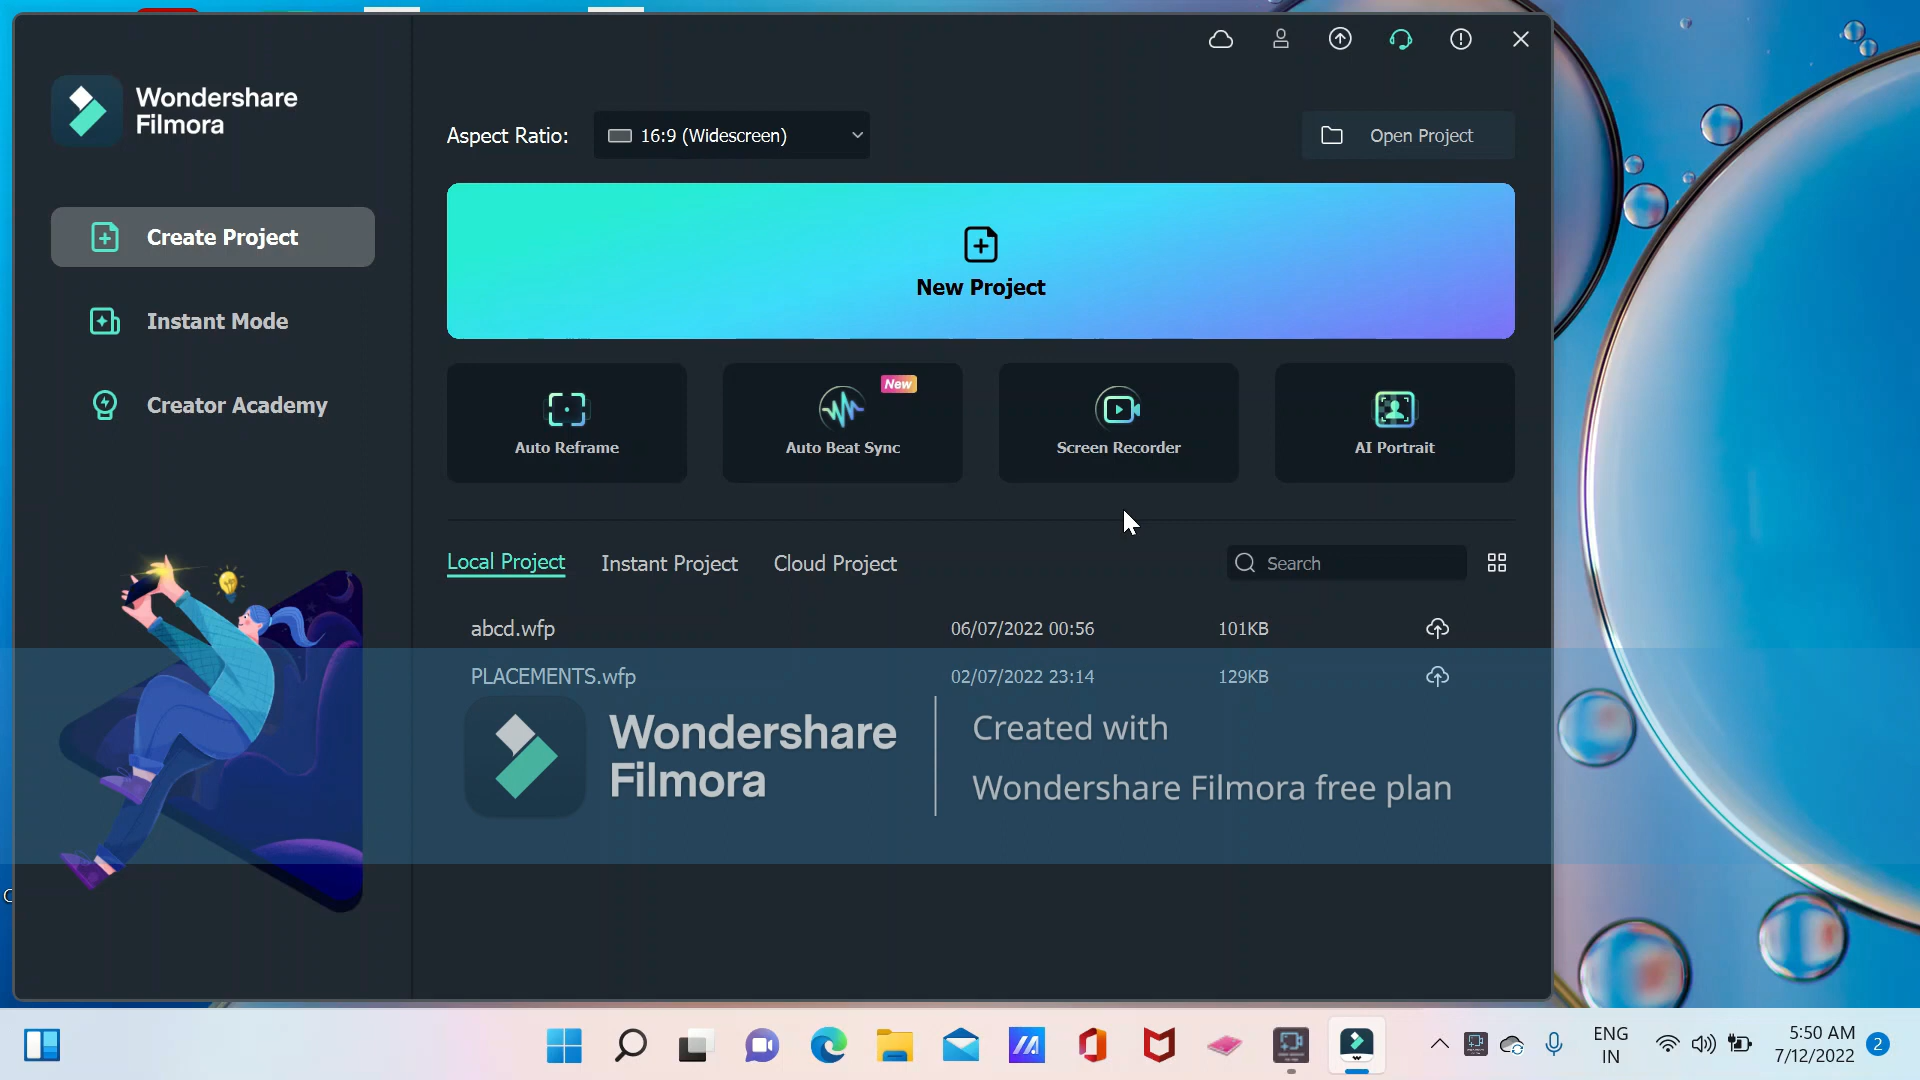 Wondershare
Filmora
Aspect Ratio:
16:9 (Widescreen)
Open Project
Create Project
New Project
Instant Mode
Creator Academy
New
Auto Reframe
Auto Beat Sync
Screen Recorder
AI Portrait
Local Project
Instant Project
Cloud Project
Search
abcd.wfp 06/07/2022 00:56 101KB
PLACEMENTS.wfp 02/07/2022 23:14 129KB
Wondershare
Filmora
Created with
Wondershare Filmora free plan
ENG
IN
5:50 AM
7/12/2022
2